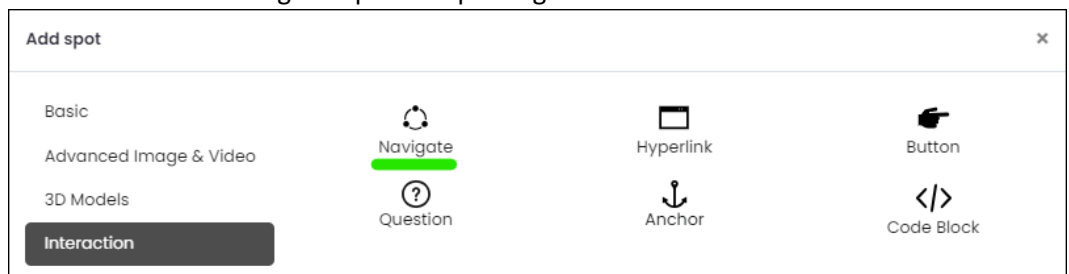 Add spot
Basic
Advanced Image & Video
3D Models
Interaction
Navigate
Hyperlink
Button
Question
Anchor
Code Block